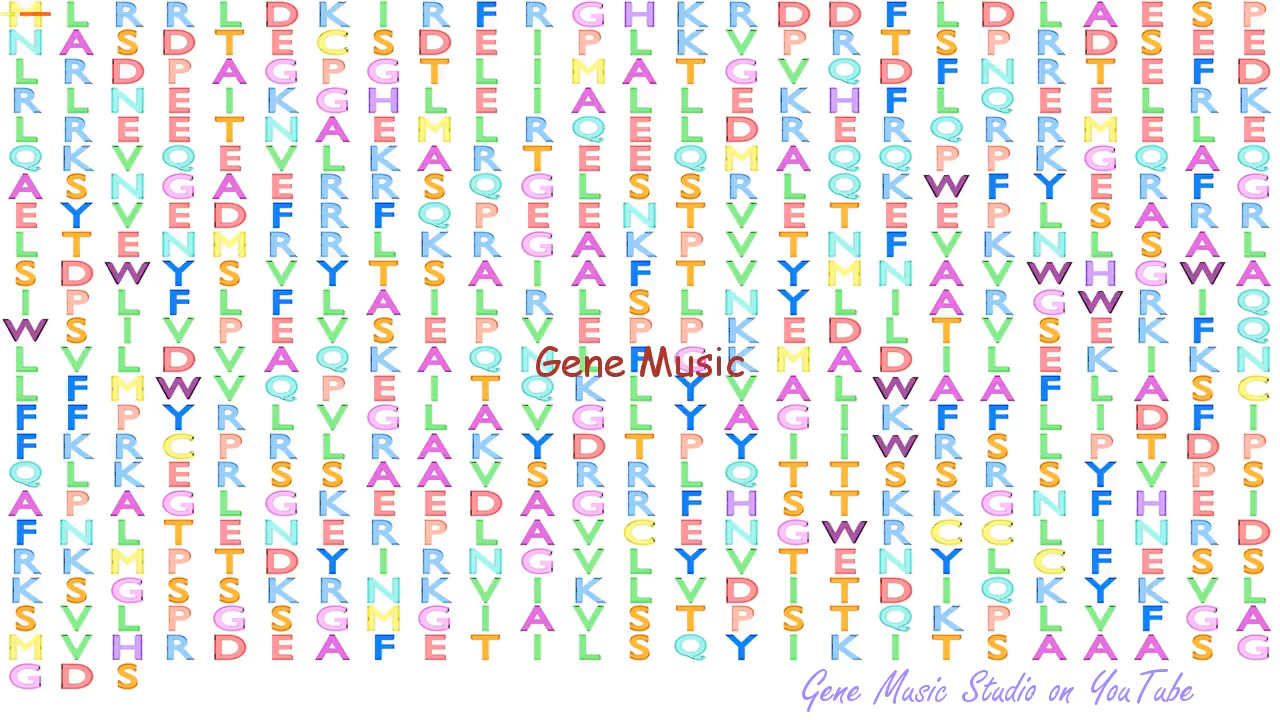 M L R R L D K I R F R G H K R D D F L D L A E S P
N A S D T E C S D E I P L K V P R T S P R D S E E
L R D P A G P G T L I M A T G V Q D F N R T E F D
R L N E I K G H L E I A L L E K H F L Q E E L R K
L R E E T N A E M L R Q E L D R E R Q R R M E L E
Q K V Q E V L K A R T E E Q M A Q Q P P K G Q A Q
A S N G A E R R S Q G L S S R L Q K W F Y E R F G
E Y V E D F R F Q P E E N T V E T E E P L S A R R
L T E N M R R L K R G A K P V T N F V K N L S A L
S D W Y S V Y T S A I A F T V Y M N A V W H G W A
I P L F L F L A I L R L S L N Y L I A R G W R I Q
W S I V P E V S E P V E P P K E D L T V S E K F Q
L V L D V A Q K A Q N L F G K M A D I L E K I K N
Gene Music
L F M W V Q P E I T Q K L Y V A L W A A F L A S C
F F P Y R L V G L A V G L Y A G I K F F L I D F I
F K R C P R L R A K Y D T P Y I I W R S L P T D P
Q L K E R S S A A V S R R L Q T T S S R S Y V P S
A P A G L G K E E D A G R F H S T K K G N F H E I
F N L T E N E R P L A V C E N G W R C C L I N R D
R K M P T D Y I R N G V L Y V T E N Y L C F E S S
K S G S S K R N K V I K L V D I T D I Q K Y K V L
S V L P G S G M G I A V S T P S T Q K P L V F G A
M V H R D E A F E T I L S Q Y I K I T S A A A S G
G D S
Gene Music Studio on YouTube